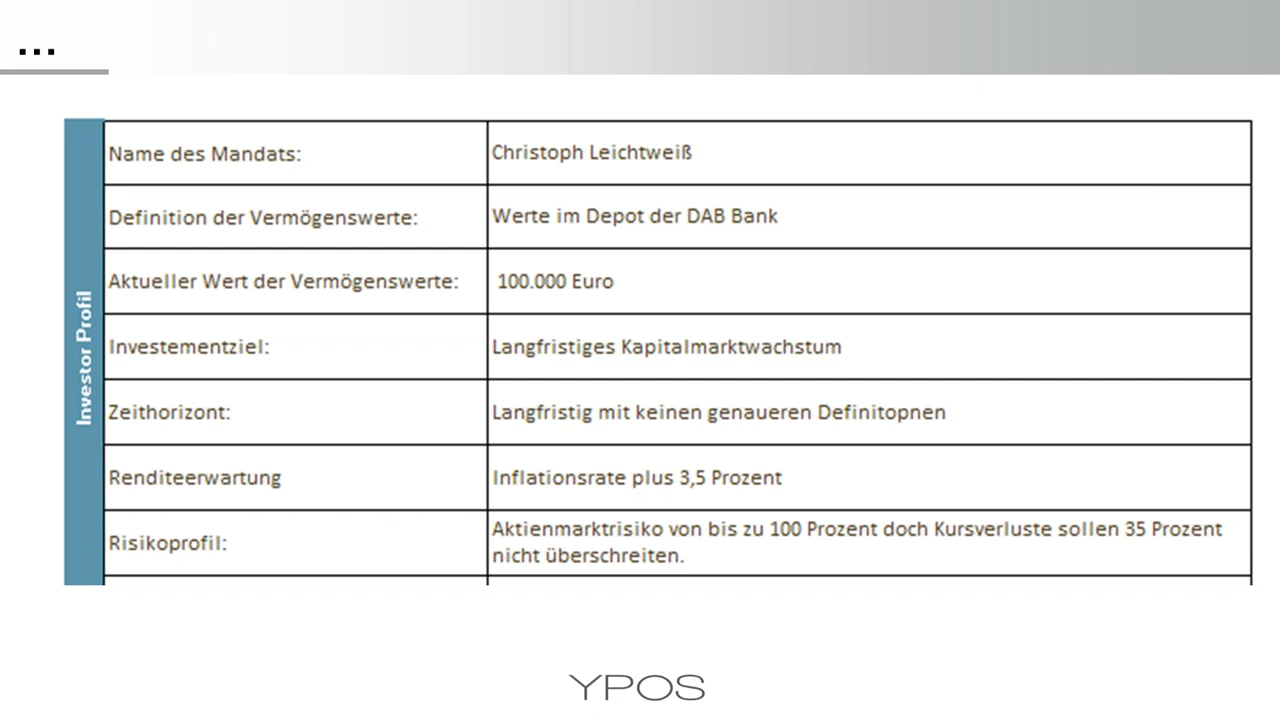 ...
Investor Profil
Name des Mandats: Christoph Leichtweiß
Definition der Vermögenswerte: Werte im Depot der DAB Bank
Aktueller Wert der Vermögenswerte: 100.000 Euro
Investementziel: Langfristiges Kapitalmarktwachstum
Zeithorizont: Langfristig mit keinen genaueren Definitopnen
Renditeerwartung Inflationsrate plus 3,5 Prozent
Risikoprofil: Aktienmarktrisiko von bis zu 100 Prozent doch Kursverluste sollen 35 Prozent
nicht überschreiten.
YPOS